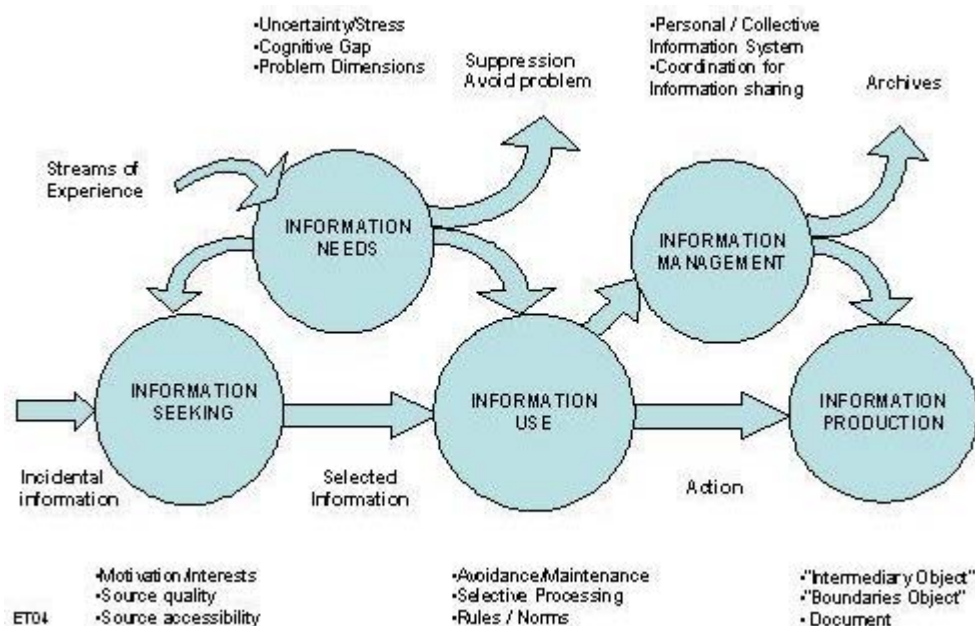 •Uncertainty/Stress
•Cognitive Gap
•Problem Dimensions
Suppression
Avoid problem
•Personal / Collective
Information System
•Coordination for
Information sharing
Archives
Streams of
Experience
INFORMATION
NEEDS
INFORMATION
MANAGEMENT
INFORMATION
SEEKING
INFORMATION
USE
INFORMATION
PRODUCTION
Incidental
information
Selected
Information
Action
•Motivation/Interests
•Source quality
•Source accessibility
•Avoidance/Maintenance
•Selective Processing
•Rules / Norms
•"Intermediary Object"
•"Boundaries Object"
• Document
ET04